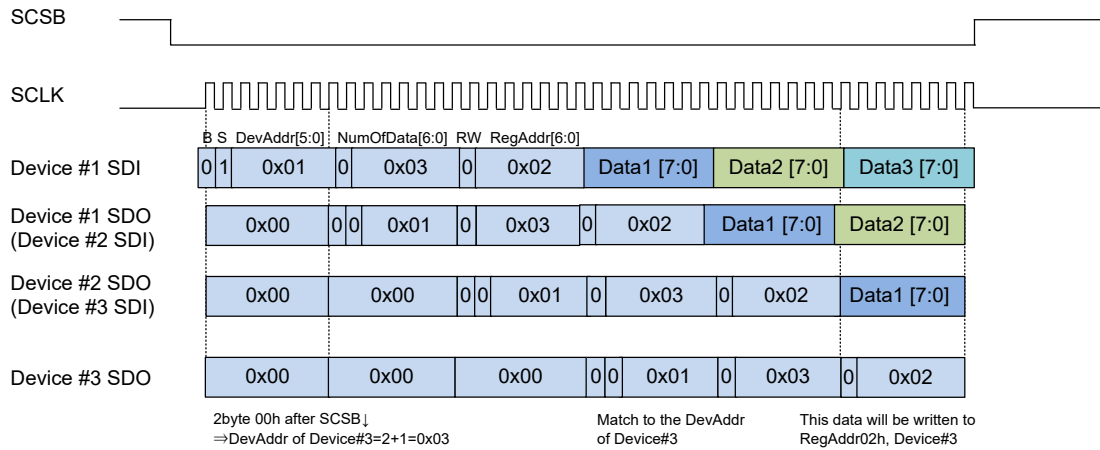 SCSB
SCLK
B S DevAddr[5:0] NumOfData[6:0] RW RegAddr[6:0]
Device #1 SDI 0 1 0x01 0 0x03 0 0x02 Data1 [7:0] Data2 [7:0] Data3 [7:0]
Device #1 SDO
(Device #2 SDI)
0x00 0 0 0x01 0 0x03 0 0x02 Data1 [7:0] Data2 [7:0]
Device #2 SDO
(Device #3 SDI)
0x00 0x00 0 0 0x01 0 0x03 0 0x02 Data1 [7:0]
Device #3 SDO 0x00 0x00 0x00 0 0 0x01 0 0x03 0 0x02
2byte 00h after SCSB↓
⇒DevAddr of Device#3=2+1=0x03
Match to the DevAddr
of Device#3
This data will be written to
RegAddr02h, Device#3